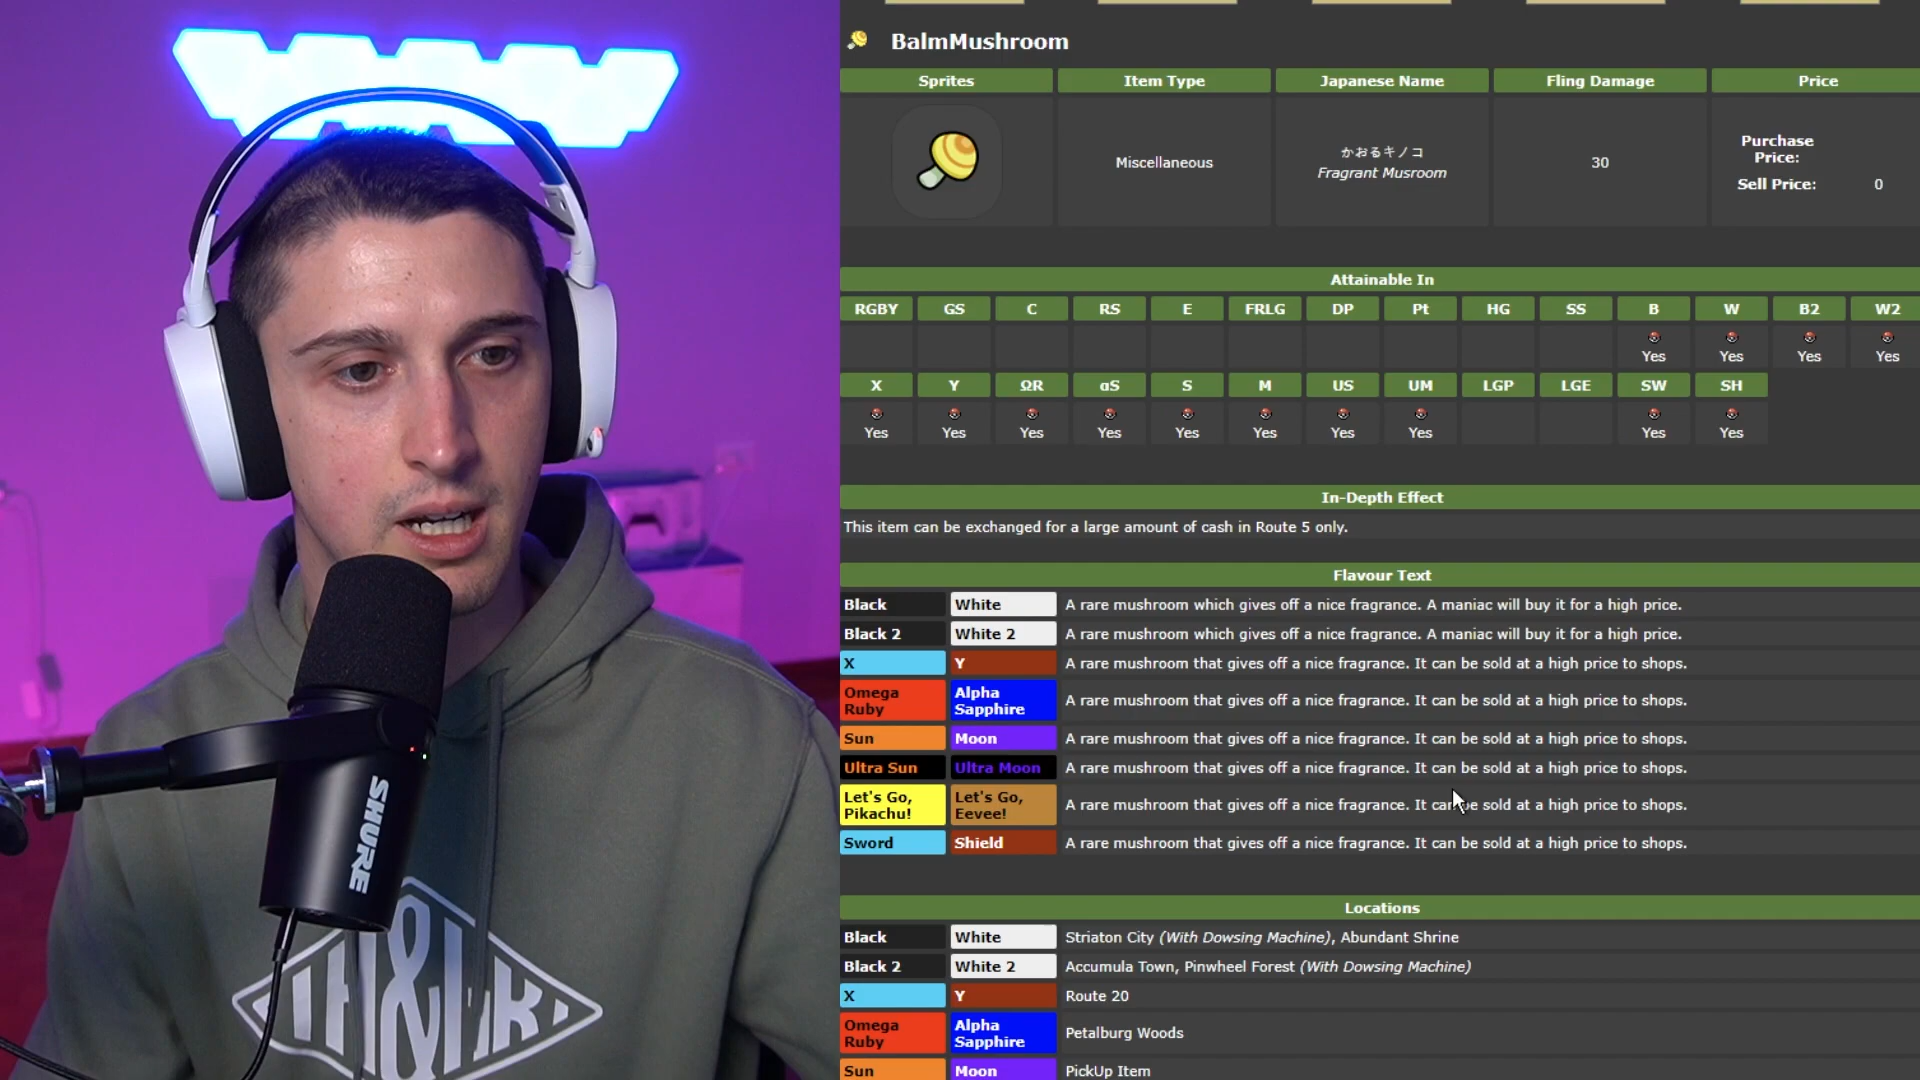 BalmMushroom
Sprites Item Type Japanese Name Fling Damage Price
Miscellaneous
かおるキノコ
Fragrant Musroom
30
Purchase
Price:
Sell Price: 0
Attainable In
RGBY GS C RS E FRLG DP Pt HG SS B W B2 W2
Yes Yes Yes Yes
X Y ΩR αS S M US UM LGP LGE SW SH
Yes Yes Yes Yes Yes Yes Yes Yes Yes Yes
In-Depth Effect
This item can be exchanged for a large amount of cash in Route 5 only.
Flavour Text
Black White A rare mushroom which gives off a nice fragrance. A maniac will buy it for a high price.
Black 2 White 2 A rare mushroom which gives off a nice fragrance. A maniac will buy it for a high price.
X Y A rare mushroom that gives off a nice fragrance. It can be sold at a high price to shops.
Omega Ruby Alpha Sapphire A rare mushroom that gives off a nice fragrance. It can be sold at a high price to shops.
Sun Moon A rare mushroom that gives off a nice fragrance. It can be sold at a high price to shops.
Ultra Sun Ultra Moon A rare mushroom that gives off a nice fragrance. It can be sold at a high price to shops.
Let's Go, Pikachu! Let's Go, Eevee! A rare mushroom that gives off a nice fragrance. It can be sold at a high price to shops.
Sword Shield A rare mushroom that gives off a nice fragrance. It can be sold at a high price to shops.
Locations
Black White Striaton City (With Dowsing Machine), Abundant Shrine
Black 2 White 2 Accumula Town, Pinwheel Forest (With Dowsing Machine)
X Y Route 20
Omega Ruby Alpha Sapphire Petalburg Woods
Sun Moon PickUp Item
SHURE